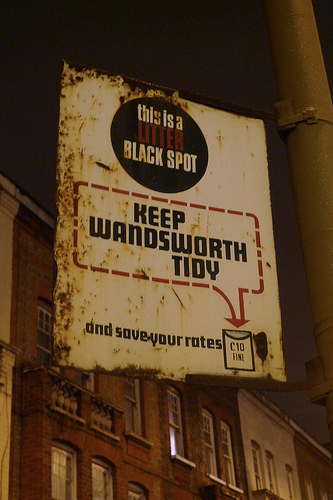 this is a
LITTER
BLACK SPOT
KEEP
WANDSWORTH
TIDY
and save your rates
£10
FINE